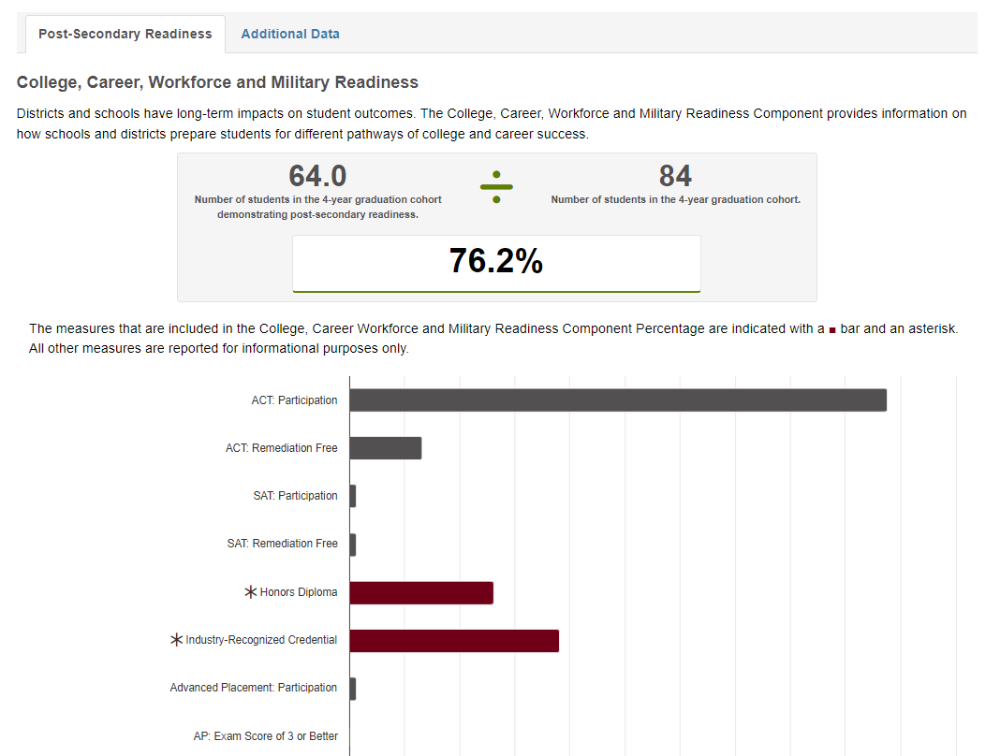 Post-Secondary Readiness
Additional Data
College, Career, Workforce and Military Readiness
Districts and schools have long-term impacts on student outcomes. The College, Career, Workforce and Military Readiness Component provides information on
how schools and districts prepare students for different pathways of college and career success.
64.0
Number of students in the 4-year graduation cohort
demonstrating post-secondary readiness.
÷
84
Number of students in the 4-year graduation cohort.
76.2%
The measures that are included in the College, Career Workforce and Military Readiness Component Percentage are indicated with a ■ bar and an asterisk.
All other measures are reported for informational purposes only.
ACT: Participation
ACT: Remediation Free
SAT: Participation
SAT: Remediation Free
* Honors Diploma
* Industry-Recognized Credential
Advanced Placement: Participation
AP: Exam Score of 3 or Better